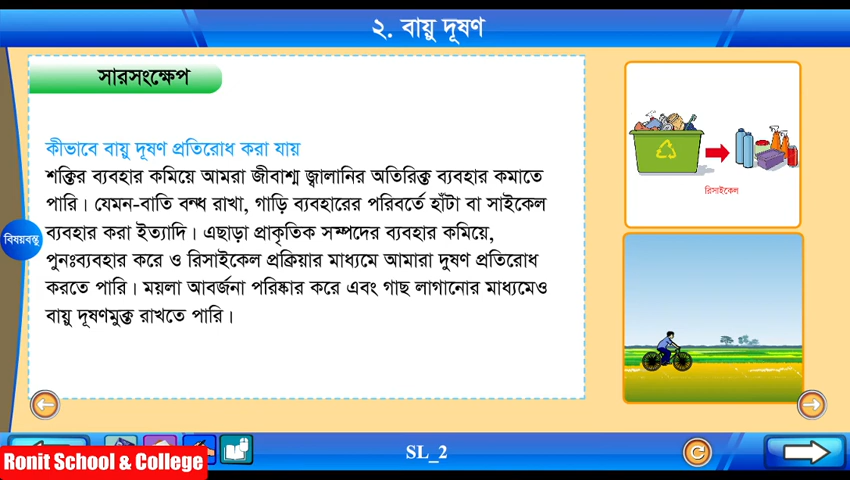 ২. বায়ু দূষণ
সারসংক্ষেপ
কীভাবে বায়ু দূষণ প্রতিরোধ করা যায়
শক্তির ব্যবহার কমিয়ে আমরা জীবাশ্ম জ্বালানির অতিরিক্ত ব্যবহার কমাতে
পারি। যেমন-বাতি বন্ধ রাখা, গাড়ি ব্যবহারের পরিবর্তে হাঁটা বা সাইকেল
ব্যবহার করা ইত্যাদি। এছাড়া প্রাকৃতিক সম্পদের ব্যবহার কমিয়ে,
পুনঃব্যবহার করে ও রিসাইকেল প্রক্রিয়ার মাধ্যমে আমারা দুষণ প্রতিরোধ
করতে পারি। ময়লা আবর্জনা পরিষ্কার করে এবং গাছ লাগানোর মাধ্যমেও
বায়ু দূষণমুক্ত রাখতে পারি।
রিসাইকেল
বিষয়বস্তু
SL_2
Ronit School & College